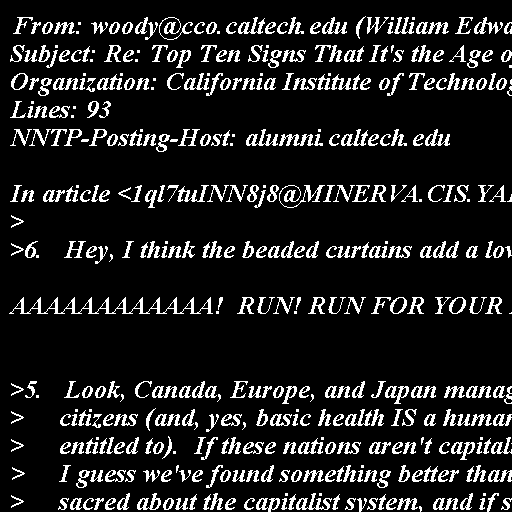 From: woody@cco.caltech.edu (William Edwa
Subject: Re: Top Ten Signs That It's the Age o
Organization: California Institute of Technolog
Lines: 93
NNTP-Posting-Host: alumni.caltech.edu
In article <1ql7tuINN8j8@MINERVA.CIS.YAL
>
>6.   Hey, I think the beaded curtains add a lov
AAAAAAAAAAAA!  RUN! RUN FOR YOUR
>5.   Look, Canada, Europe, and Japan manag
>     citizens (and, yes, basic health IS a human
>     entitled to).  If these nations aren't capital
>     I guess we've found something better than
>     sacred about the capitalist system, and if s